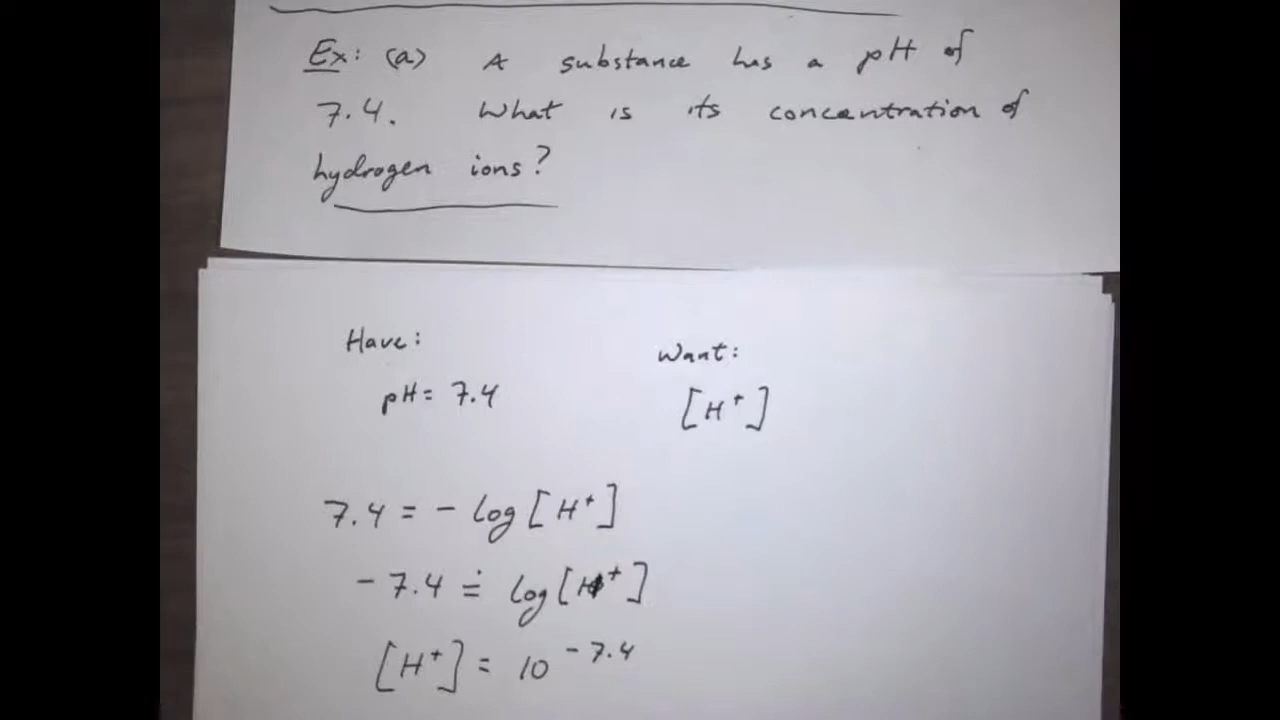 Ex: (a) A substance has a pH of
7.4. What is its concentration of
hydrogen ions?
Have: Want:
pH = 7.4 [H⁺]
7.4 = - log [H⁺]
- 7.4 = log [H⁺]
[H⁺] = 10⁻⁷·⁴